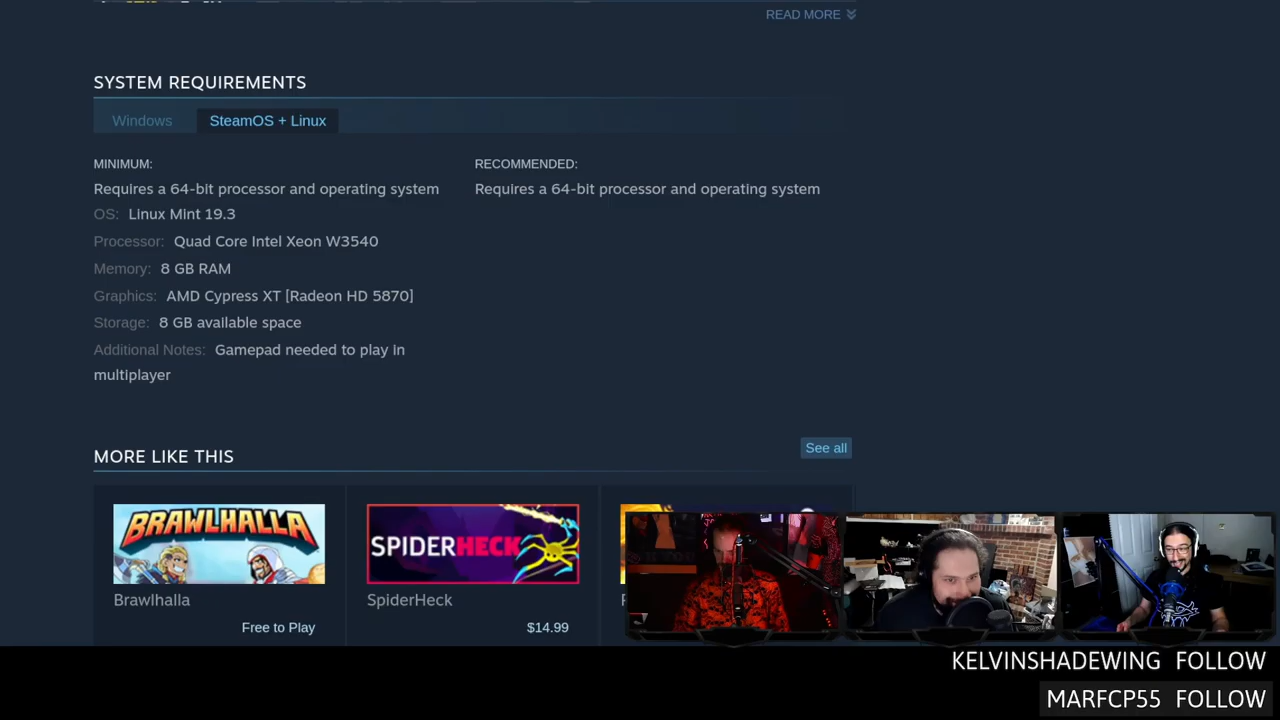 READ MORE
SYSTEM REQUIREMENTS
Windows
SteamOS + Linux
MINIMUM:
Requires a 64-bit processor and operating system
OS: Linux Mint 19.3
Processor: Quad Core Intel Xeon W3540
Memory: 8 GB RAM
Graphics: AMD Cypress XT [Radeon HD 5870]
Storage: 8 GB available space
Additional Notes: Gamepad needed to play in
multiplayer
RECOMMENDED:
Requires a 64-bit processor and operating system
MORE LIKE THIS
See all
BRAWLHALLA
Brawlhalla
Free to Play
SPIDERHECK
SpiderHeck
$14.99
KELVINSHADEWING FOLLOW
MARFCP55 FOLLOW